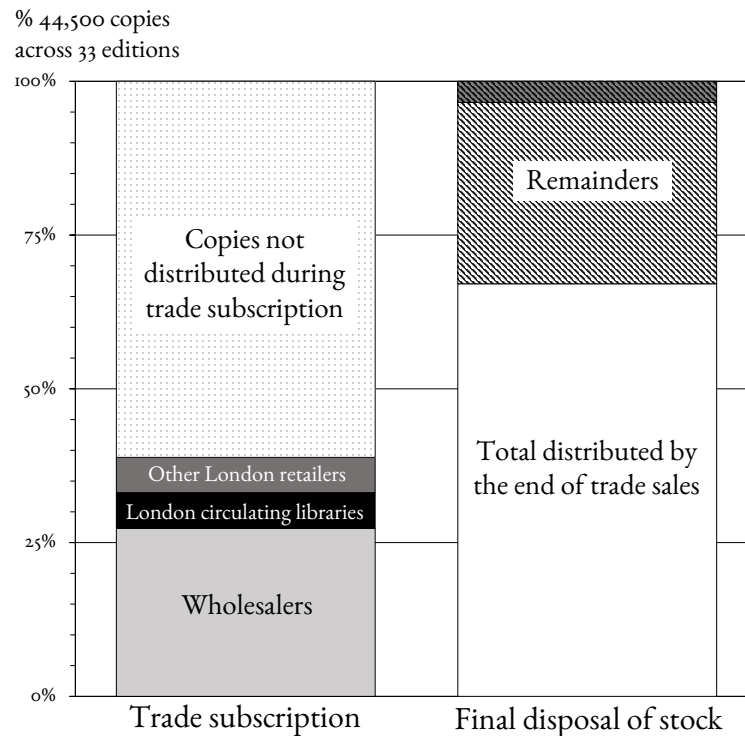 % 44,500 copies
across 33 editions
100%
75%
50%
25%
0%
Copies not
distributed during
trade subscription
Other London retailers
London circulating libraries
Wholesalers
Remainders
Total distributed by
the end of trade sales
Trade subscription
Final disposal of stock